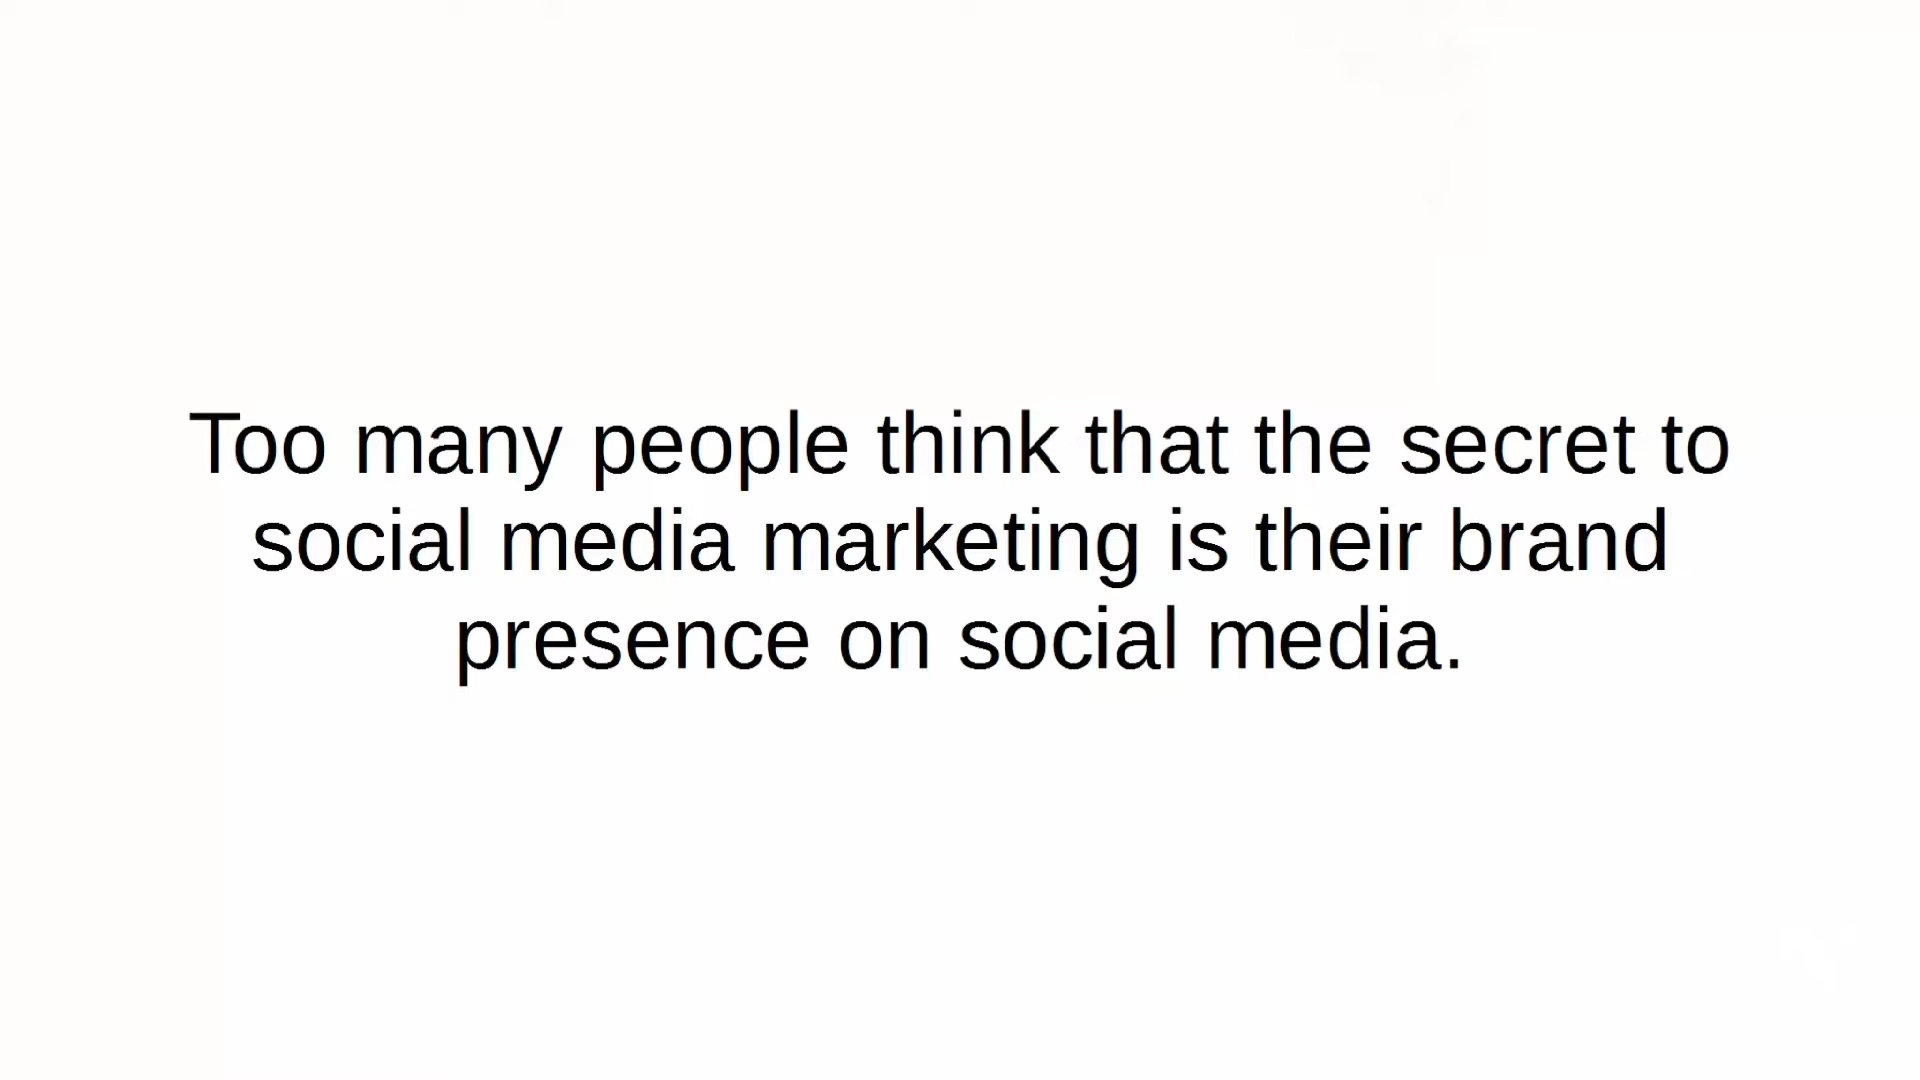 Too many people think that the secret to
social media marketing is their brand
presence on social media.